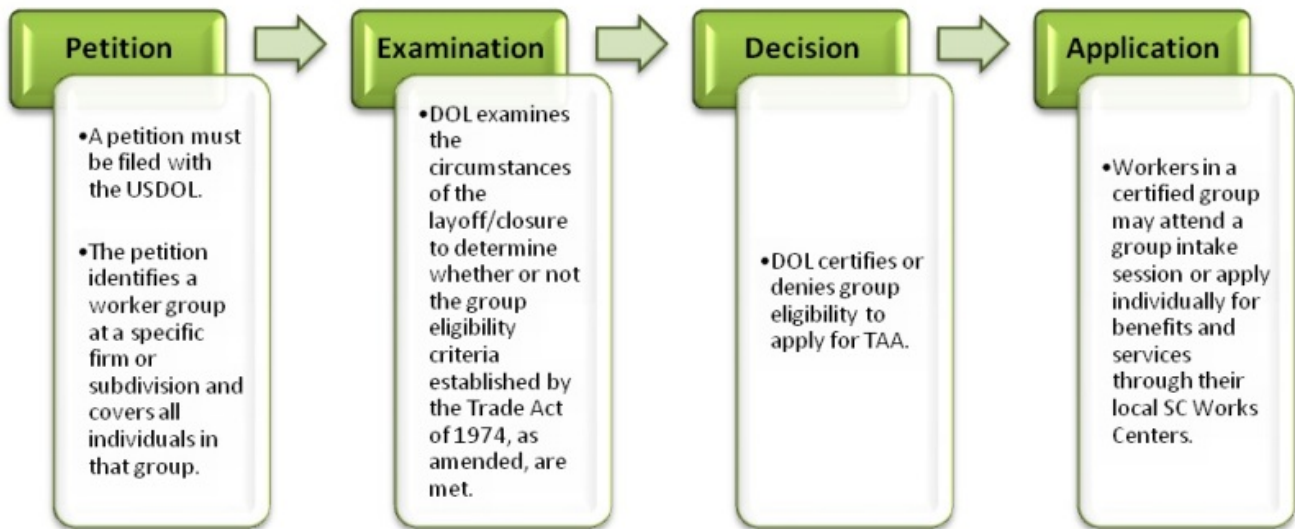 Petition
•A petition must
be filed with
the USDOL.
•The petition
identifies a
worker group
at a specific
firm or
subdivision and
covers all
individuals in
that group.
Examination
•DOL examines
the
circumstances
of the
layoff/closure
to determine
whether or not
the group
eligibility
criteria
established by
the Trade Act
of 1974, as
amended, are
met.
Decision
•DOL certifies or
denies group
eligibility to
apply for TAA.
Application
•Workers in a
certified group
may attend a
group intake
session or apply
individually for
benefits and
services
through their
local SC Works
Centers.